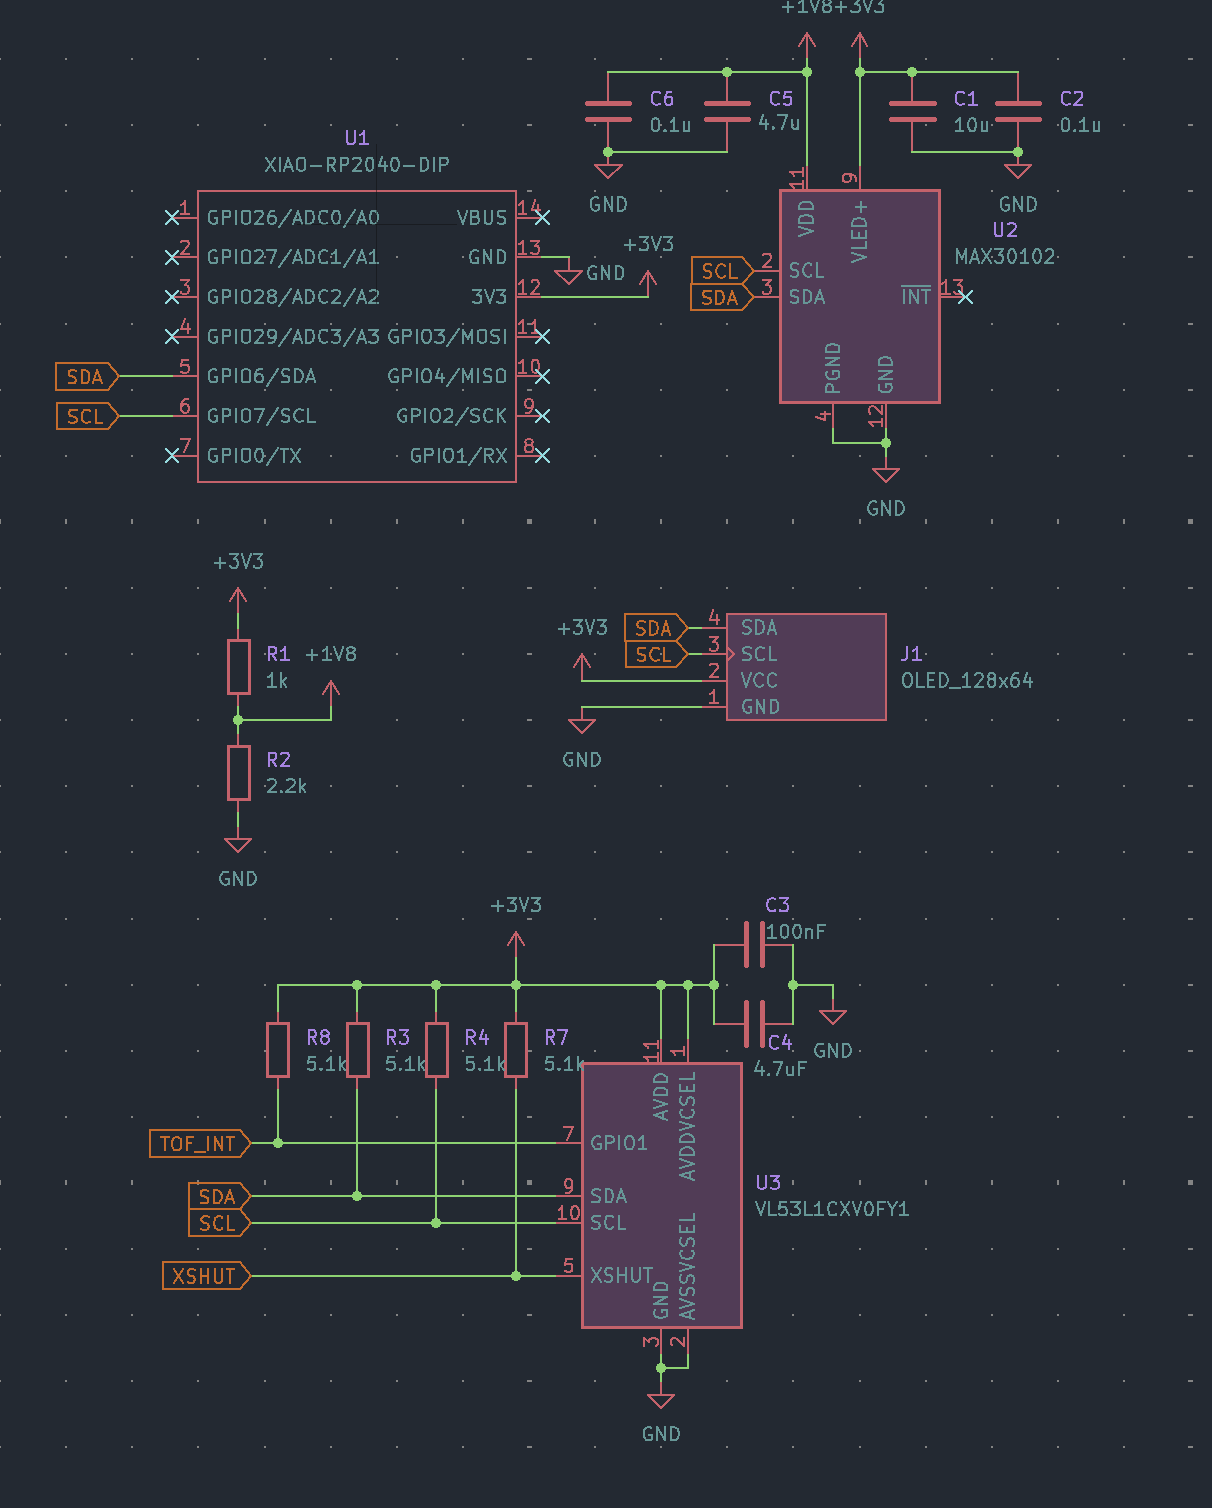 +1V8+3V3
C6
0.1u
C5
4.7u
C1
10u
C2
0.1u
GND
GND
U1
XIAO-RP2040-DIP
1 GPIO26/ADC0/A0
2 GPIO27/ADC1/A1
3 GPIO28/ADC2/A2
4 GPIO29/ADC3/A3
SDA 5 GPIO6/SDA
SCL 6 GPIO7/SCL
7 GPIO0/TX
VBUS 14
GND 13
GND
3V3 12
+3V3
GPIO3/MOSI 11
GPIO4/MISO 10
GPIO2/SCK 9
GPIO1/RX 8
U2
MAX30102
11
VDD
9
VLED+
SCL 2 SCL
SDA 3 SDA
INT 13
PGND
4
GND
12
GND
+3V3
R1
1k
+1V8
R2
2.2k
GND
+3V3
SDA 4 SDA
SCL 3 SCL
2 VCC
1 GND
GND
J1
OLED_128x64
+3V3
C3
100nF
C4
4.7uF
GND
R8
5.1k
R3
5.1k
R4
5.1k
R7
5.1k
11
AVDD
1
AVDDVCSEL
TOF_INT 7 GPIO1
SDA 9 SDA
SCL 10 SCL
XSHUT 5 XSHUT
U3
VL53L1CXV0FY1
GND
3
AVSSVCSEL
2
GND